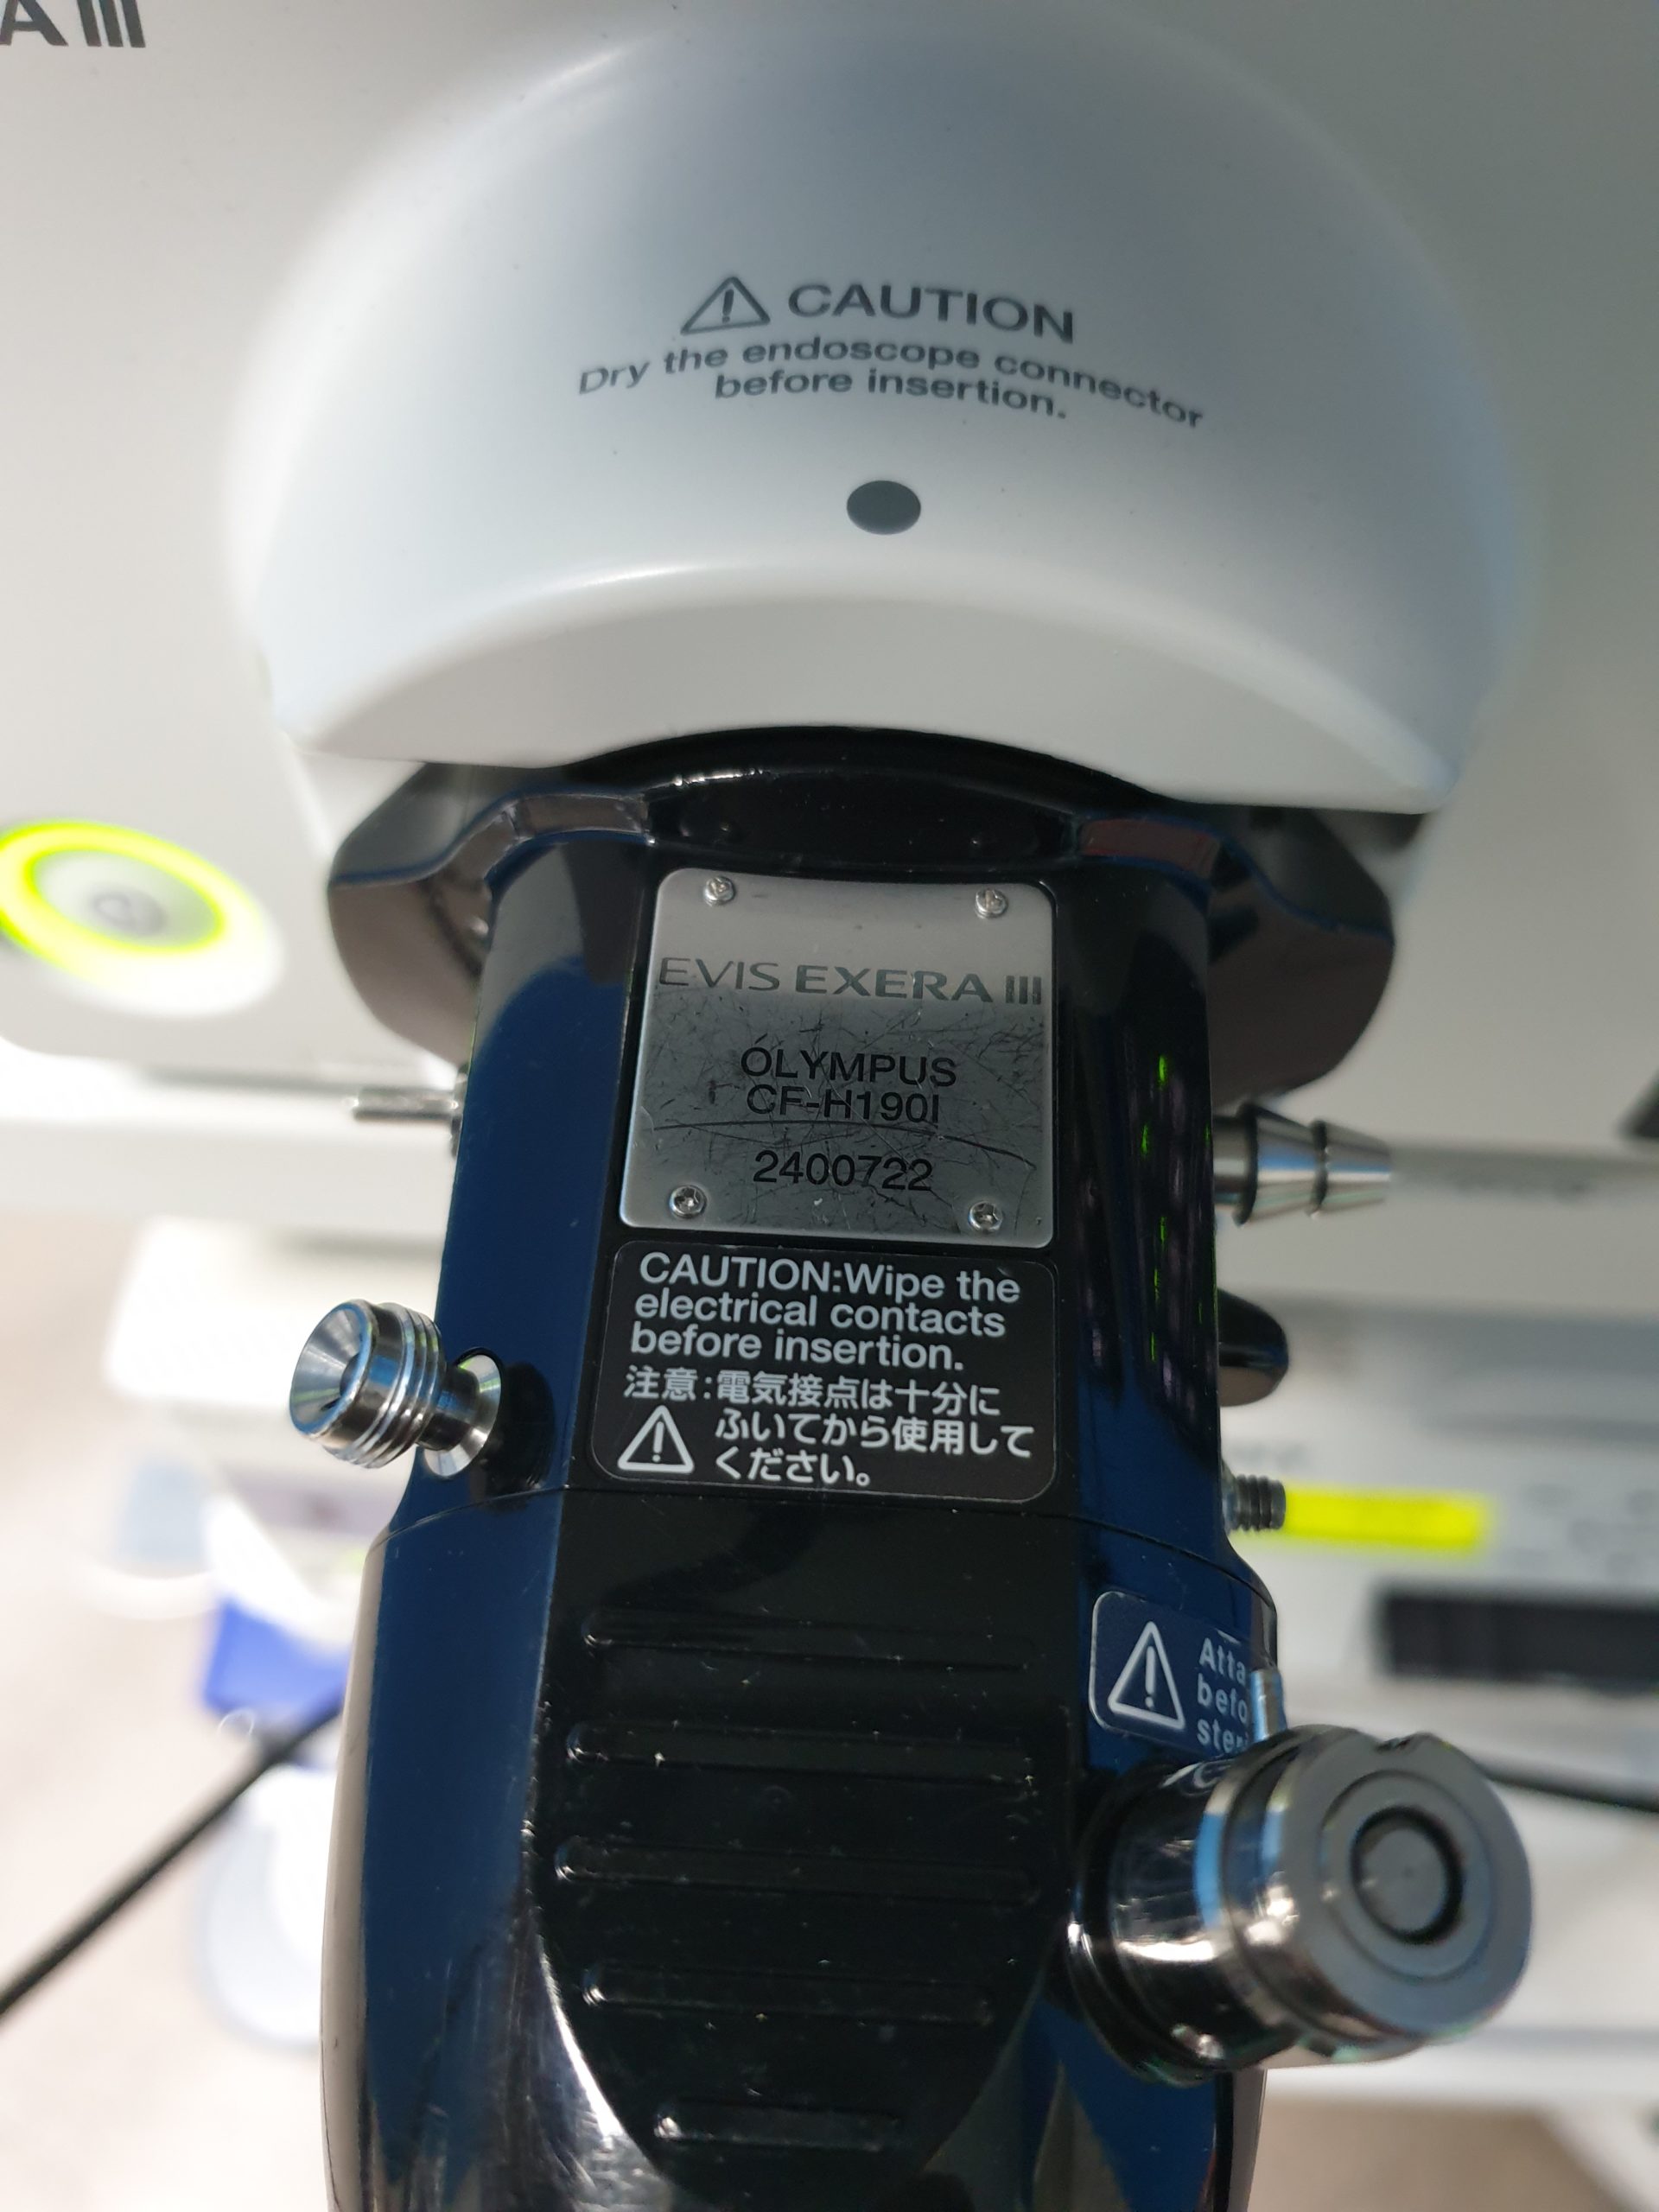 A III
CAUTION
Dry the endoscope connector
before insertion.
EVIS EXERA III
OLYMPUS
CF-H190I
2400722
CAUTION:Wipe the
electrical contacts
before insertion.
注意:電気接点は十分に
ふいてから使用して
ください。